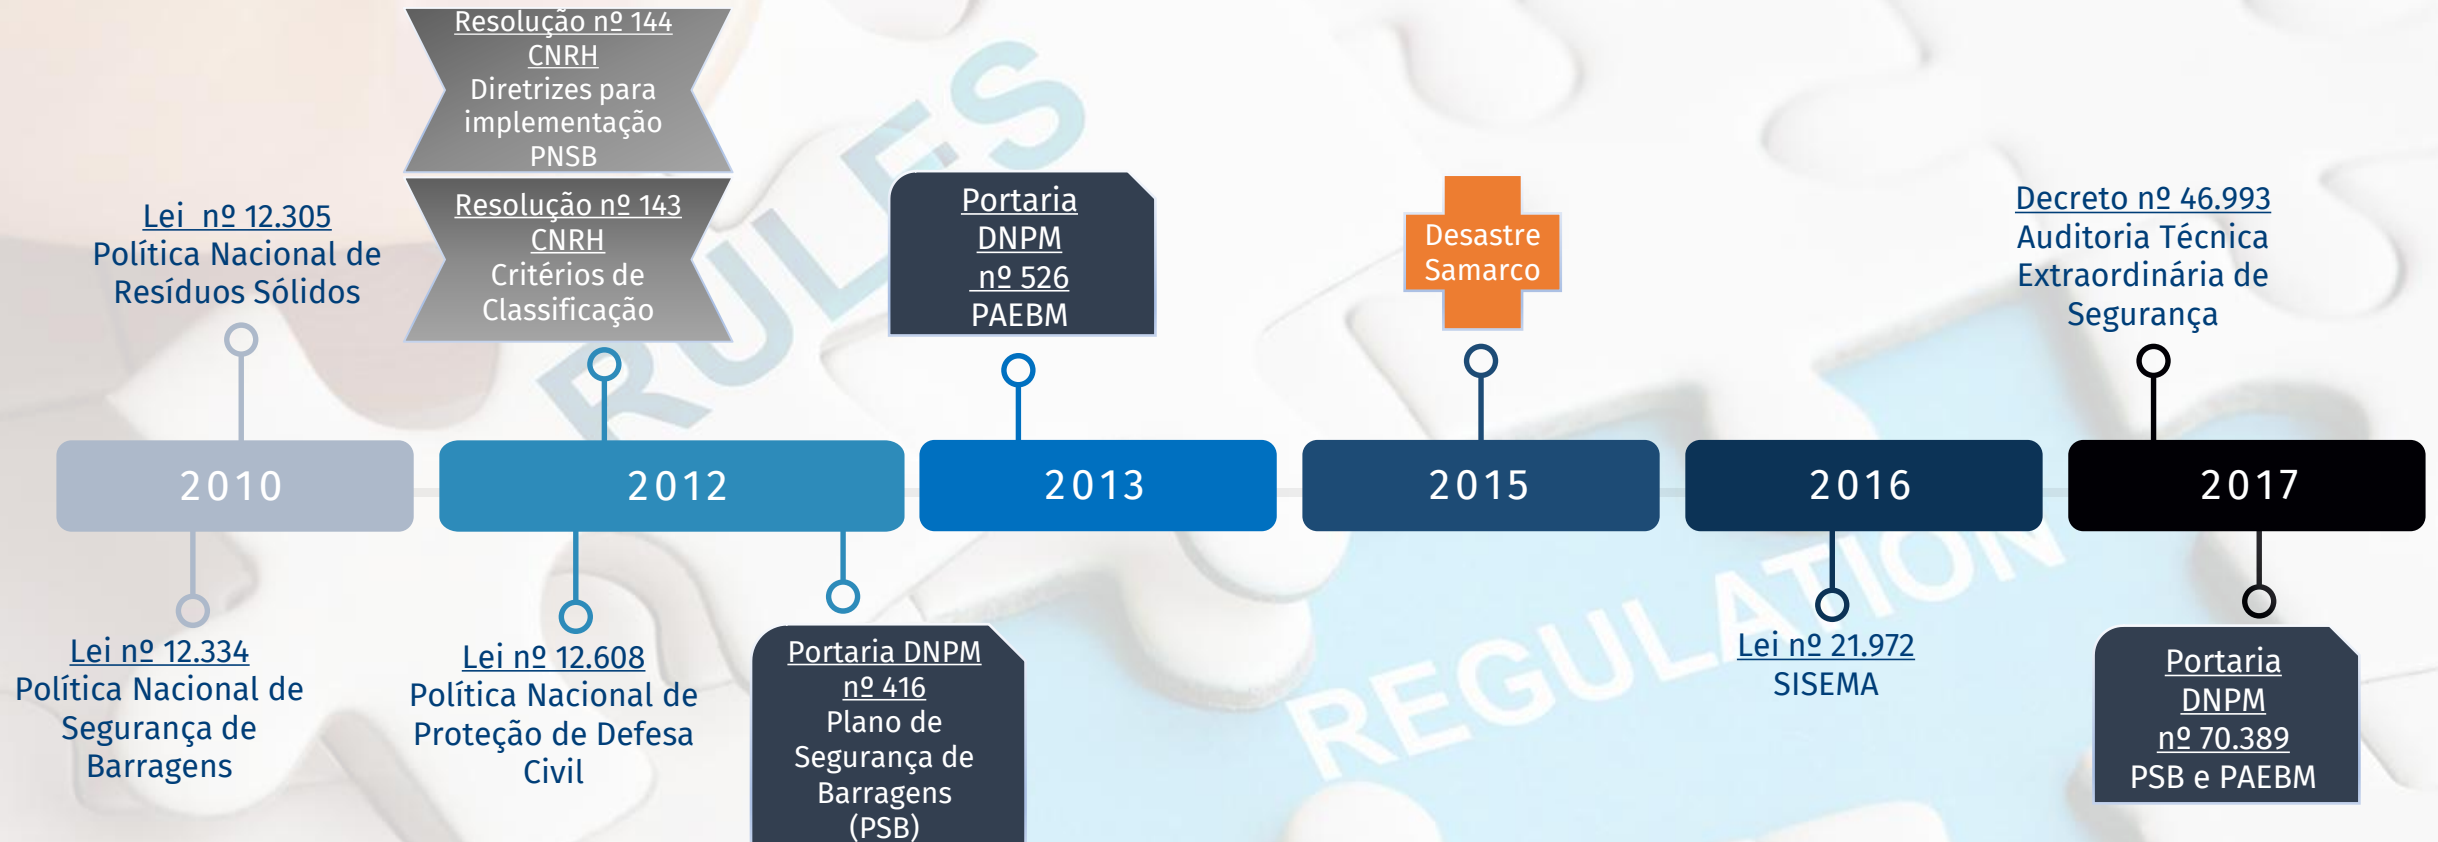 Resolução nº 144
CNRH
Diretrizes para
implementação
PNSB
Resolução nº 143
CNRH
Critérios de
Classificação
Lei nº 12.305
Política Nacional de
Resíduos Sólidos
Portaria
DNPM
nº 526
PAEBM
Desastre
Samarco
Decreto nº 46.993
Auditoria Técnica
Extraordinária de
Segurança
RULES
2010
2012
2013
2015
2016
2017
REGULATION
Lei nº 12.334
Política Nacional de
Segurança de
Barragens
Lei nº 12.608
Política Nacional de
Proteção de Defesa
Civil
Portaria DNPM
nº 416
Plano de
Segurança de
Barragens
(PSB)
Lei nº 21.972
SISEMA
Portaria
DNPM
nº 70.389
PSB e PAEBM